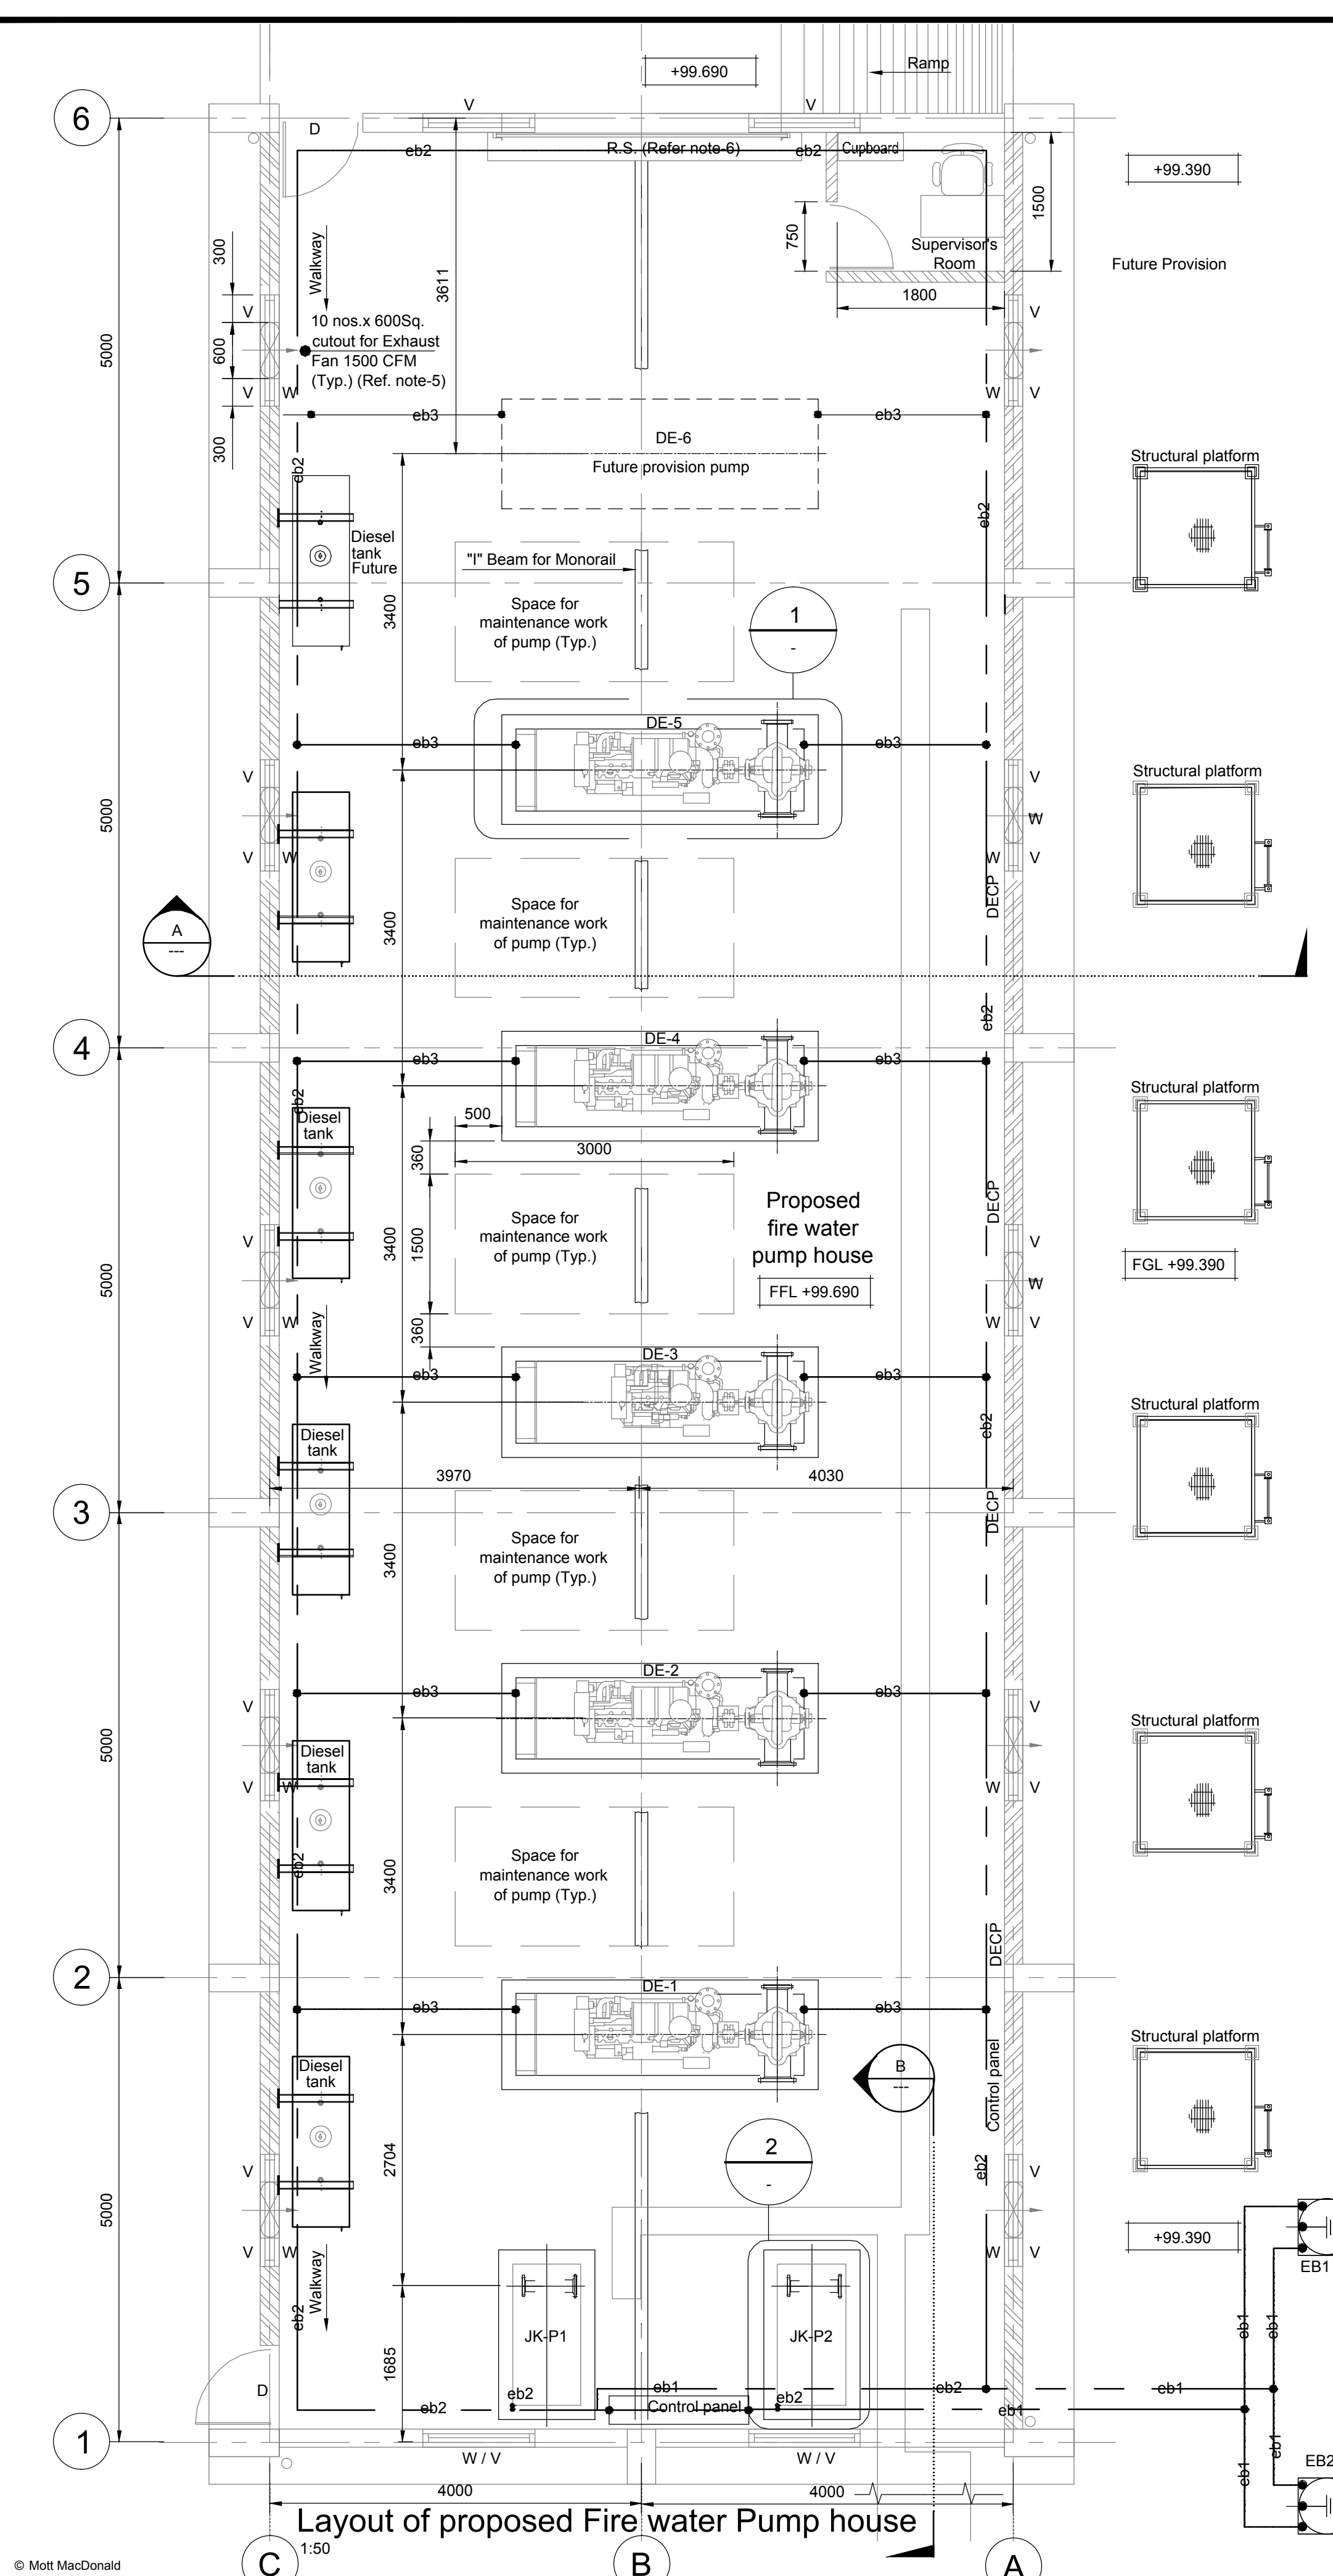 +99.690
Ramp
6
V
V
D
eb2
R.S. (Refer note-6)
eb2
Cupboard
+99.390
1500
750
Supervisor's
Room
Future Provision
Walkway
3611
300
1800
V
V
10 nos.x 600Sq.
cutout for Exhaust
Fan 1500 CFM
(Typ.) (Ref. note-5)
5000
600
V
W
W
V
300
eb3
eb3
DE-6
Future provision pump
eb2
eb2
Structural platform
Diesel
tank
Future
"I" Beam for Monorail
5
3400
Space for
maintenance work
of pump (Typ.)
1
-
DE-5
eb3
eb3
V
V
Structural platform
5000
W
V
W
W
V
DECP
Space for
maintenance work
of pump (Typ.)
3400
A
---
eb2
4
DE-4
eb3
eb3
Structural platform
eb2
Diesel
tank
500
360
3000
DECP
Proposed
fire water
pump house
Space for
maintenance work
of pump (Typ.)
3400
1500
V
V
FGL +99.390
FFL +99.690
W
5000
V
W
W
V
360
Walkway
DE-3
eb3
eb3
Structural platform
eb2
Diesel
tank
3970
4030
3
DECP
Space for
maintenance work
of pump (Typ.)
3400
DE-2
eb3
eb3
V
V
Structural platform
5000
Diesel
tank
V
W
W
V
eb2
Space for
maintenance work
of pump (Typ.)
3400
DECP
2
DE-1
eb3
eb3
Structural platform
Control panel
Diesel
tank
B
---
2704
2
-
V
V
eb2
5000
+99.390
V
W
W
V
EB1
Walkway
eb2
eb1
eb1
JK-P1
JK-P2
1685
D
eb2
eb2
eb1
Control panel
eb2
eb2
eb1
eb1
1
W / V
W / V
eb1
eb1
EB2
4000
4000
Layout of proposed Fire water Pump house
1:50
C
B
A
© Mott MacDonald